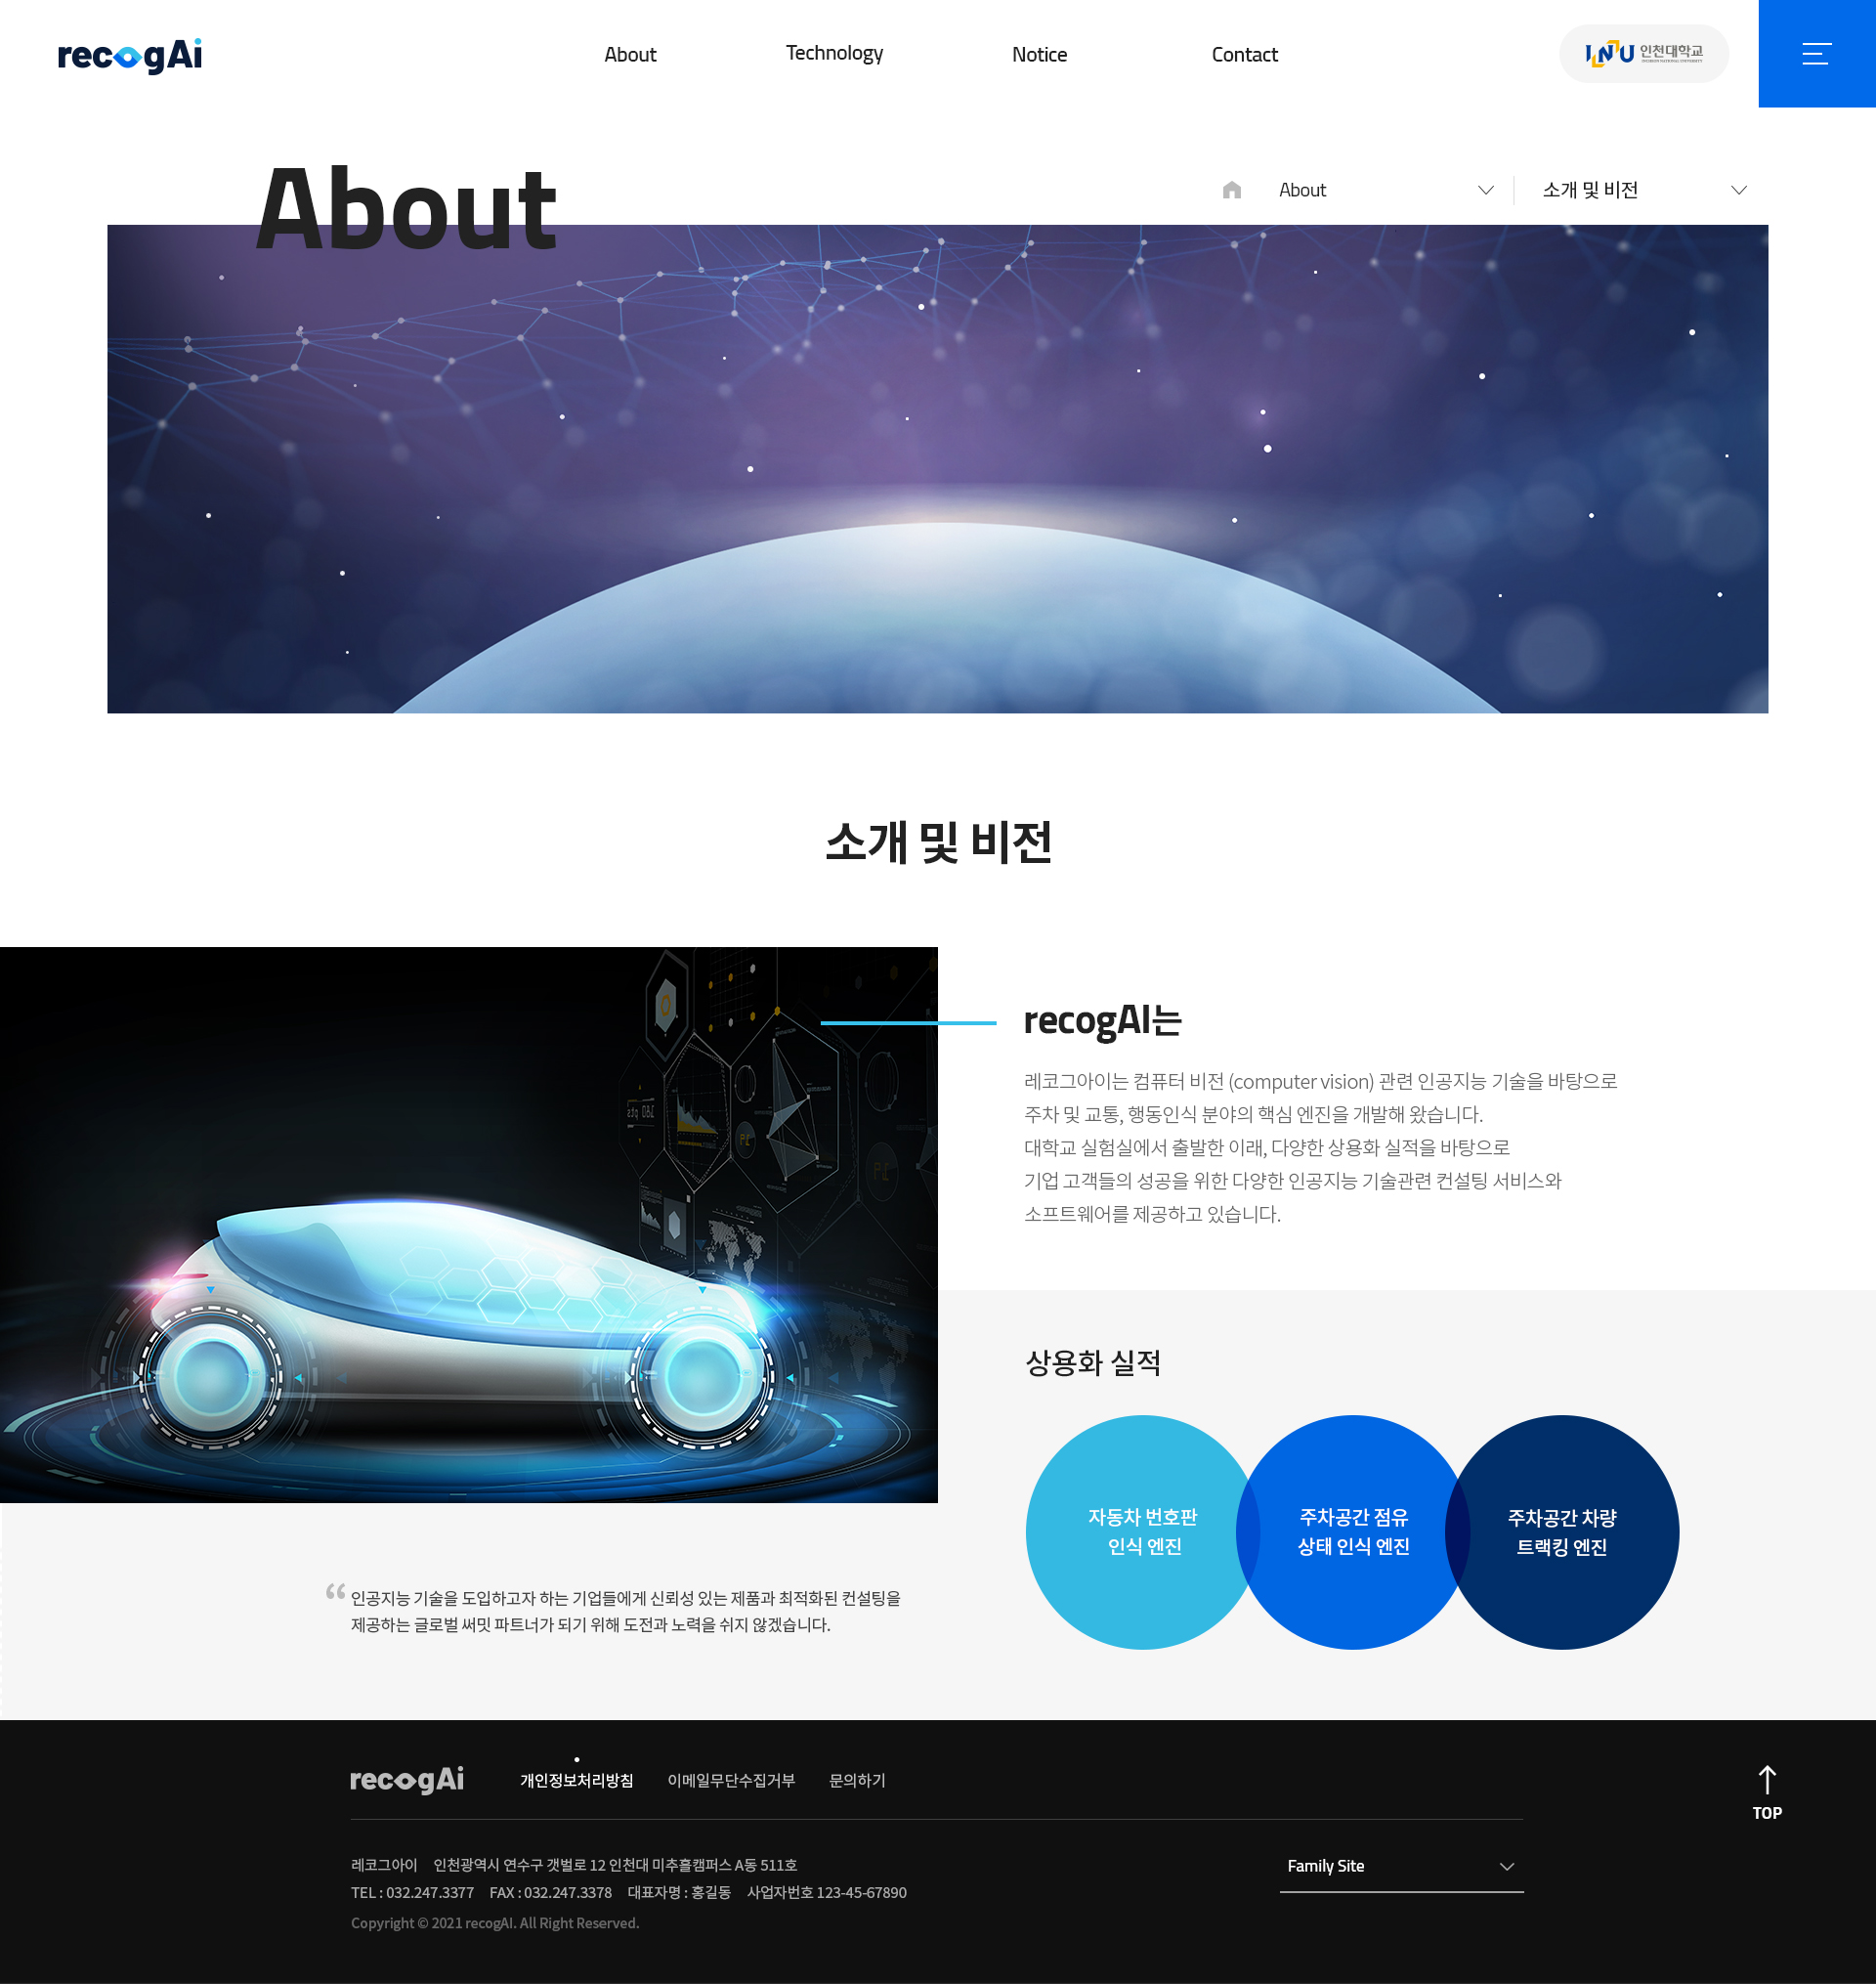 recogAi
About
Technology
Notice
Contact
INU 인천대학교
About
About
소개 및 비전
소개 및 비전
recogAI는
레코그아이는 컴퓨터 비전 (computer vision) 관련 인공지능 기술을 바탕으로
주차 및 교통, 행동인식 분야의 핵심 엔진을 개발해 왔습니다.
대학교 실험실에서 출발한 이래, 다양한 상용화 실적을 바탕으로
기업 고객들의 성공을 위한 다양한 인공지능 기술관련 컨설팅 서비스와
소프트웨어를 제공하고 있습니다.
상용화 실적
자동차 번호판
인식 엔진
주차공간 점유
상태 인식 엔진
주차공간 차량
트랙킹 엔진
“ 인공지능 기술을 도입하고자 하는 기업들에게 신뢰성 있는 제품과 최적화된 컨설팅을
제공하는 글로벌 써밋 파트너가 되기 위해 도전과 노력을 쉬지 않겠습니다.
recogAi
개인정보처리방침
이메일무단수집거부
문의하기
TOP
레코그아이 인천광역시 연수구 갯벌로 12 인천대 미추홀캠퍼스 A동 511호
TEL : 032.247.3377 FAX : 032.247.3378 대표자명 : 홍길동 사업자번호 123-45-67890
Copyright © 2021 recogAI. All Right Reserved.
Family Site